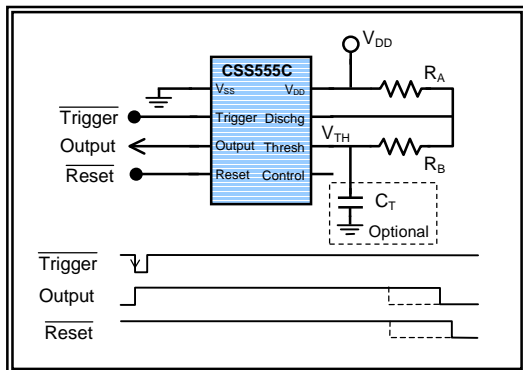 V_DD
CSS555C
R_A
V_SS V_DD
Trigger
Trigger Dischg
Output
Output Thresh
V_TH
R_B
Reset
Reset Control
C_T
Optional
Trigger
Output
Reset